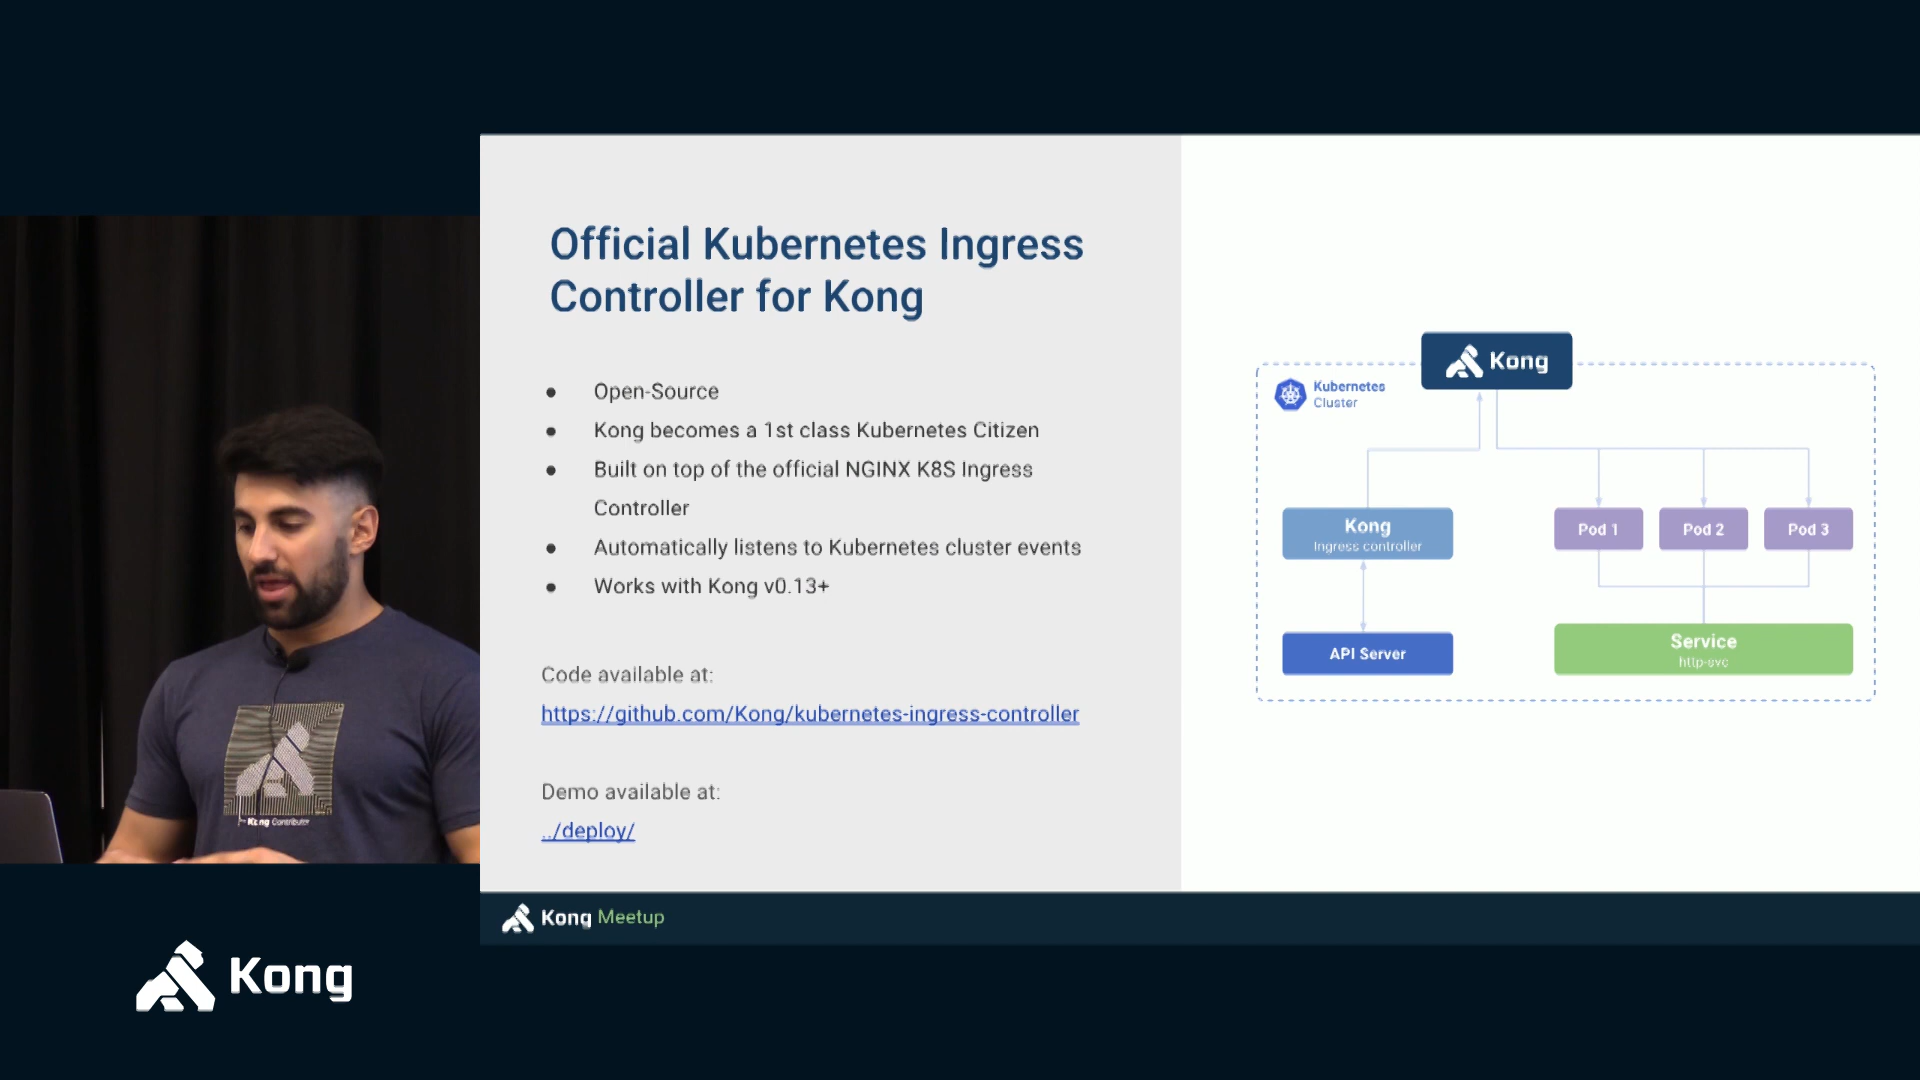 Official Kubernetes Ingress
Controller for Kong
● Open-Source
● Kong becomes a 1st class Kubernetes Citizen
● Built on top of the official NGINX K8S Ingress
Controller
● Automatically listens to Kubernetes cluster events
● Works with Kong v0.13+
Code available at:
https://github.com/Kong/kubernetes-ingress-controller
Demo available at:
../deploy/
Kong
Kubernetes
Cluster
Kong
Ingress controller
Pod 1
Pod 2
Pod 3
API Server
Service
http-svc
Kong Contributor
Kong Meetup
Kong